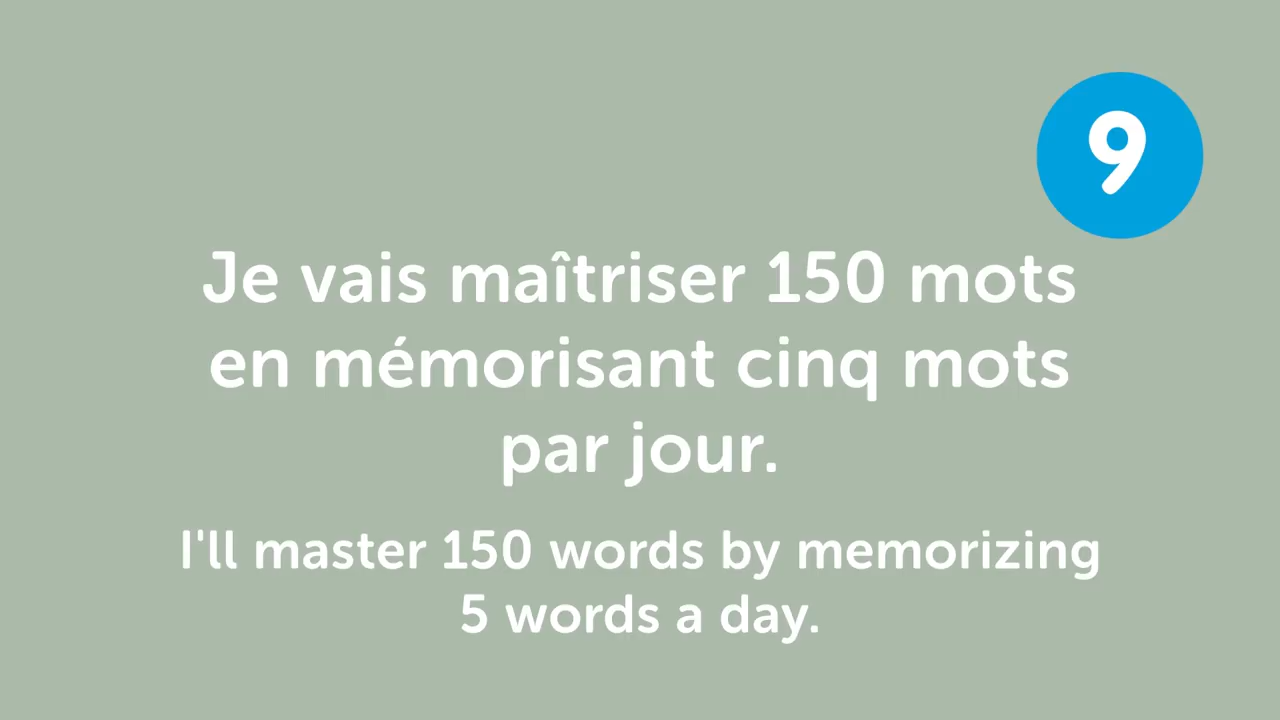 9
Je vais maîtriser 150 mots
en mémorisant cinq mots
par jour.
I'll master 150 words by memorizing
5 words a day.